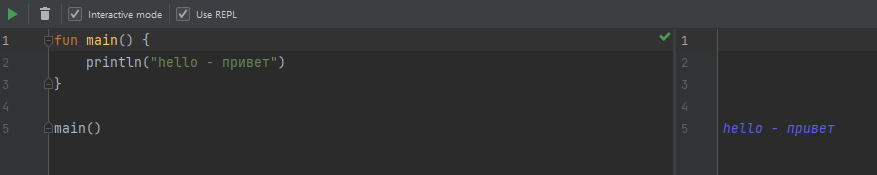 Interactive mode Use REPL
1 fun main() { 1
2 println("hello - привет") 2
3 } 3
4 4
5 main() 5 hello - привет